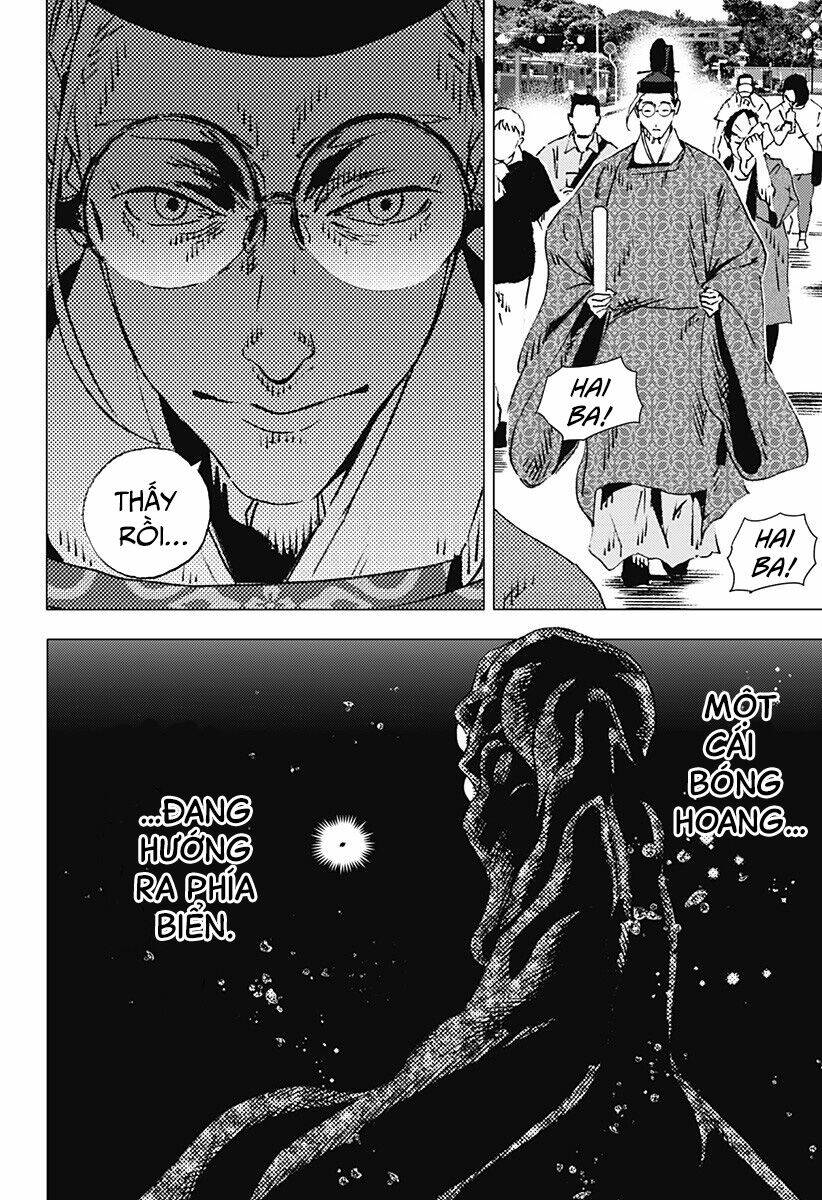 HAI
BA!
HAI
BA!
THẤY
RỒI...
MỘT
CÁI
BÓNG
HOANG...
...ĐANG
HƯỚNG
RA PHÍA
BIỂN.